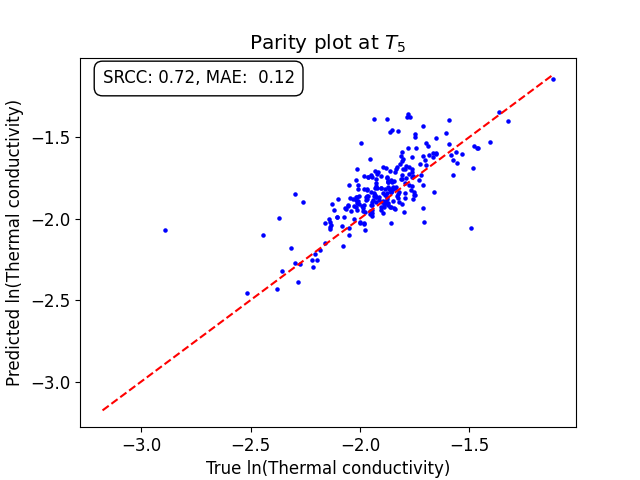 Parity plot at T₅
SRCC: 0.72, MAE:  0.12
Predicted ln(Thermal conductivity)
−1.5
−2.0
−2.5
−3.0
−3.0 −2.5 −2.0 −1.5
True ln(Thermal conductivity)